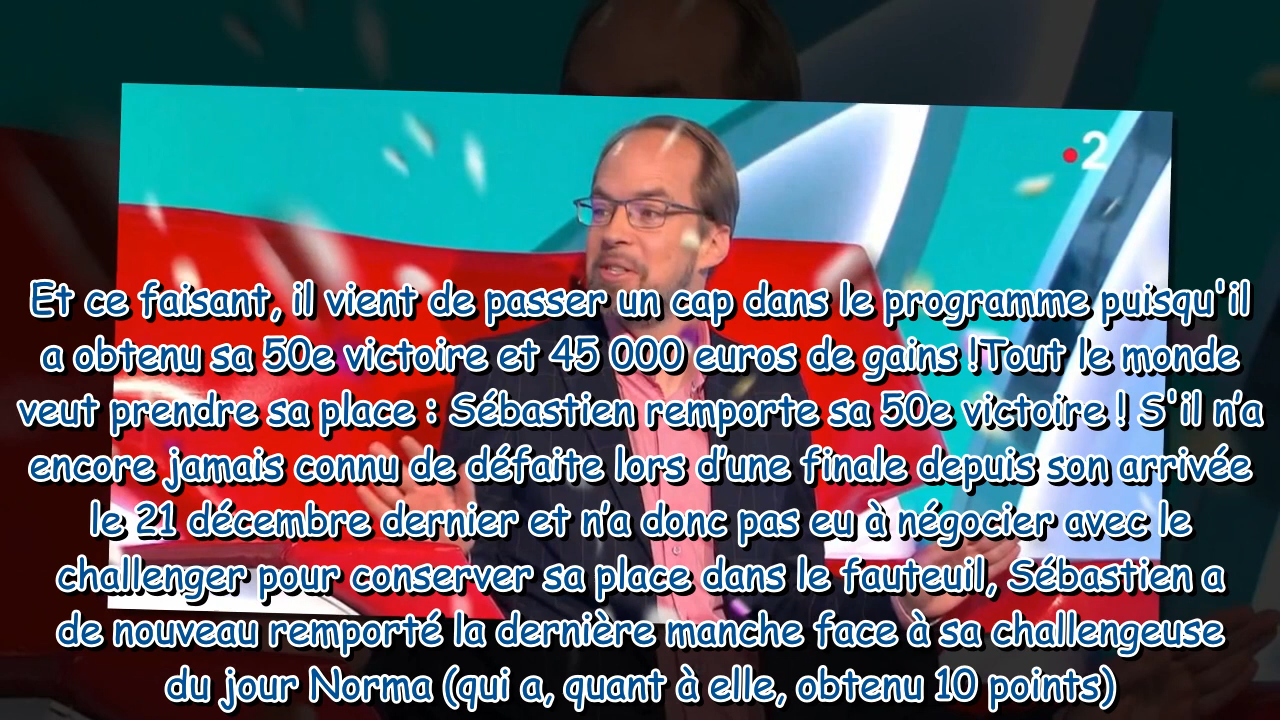 2
Et ce faisant, il vient de passer un cap dans le programme puisqu'il
a obtenu sa 50e victoire et 45 000 euros de gains !Tout le monde
veut prendre sa place : Sébastien remporte sa 50e victoire ! S'il n’a
encore jamais connu de défaite lors d’une finale depuis son arrivée
le 21 décembre dernier et n’a donc pas eu à négocier avec le
challenger pour conserver sa place dans le fauteuil, Sébastien a
de nouveau remporté la dernière manche face à sa challengeuse
du jour Norma (qui a, quant à elle, obtenu 10 points)